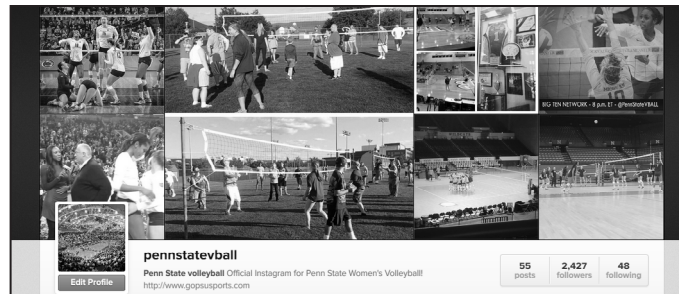 BIG TEN NETWORK - 8 p.m. ET - @PennStateVBALL
pennstatevball
Penn State volleyball Official Instagram for Penn State Women's Volleyball!
http://www.gopsusports.com
Edit Profile
55
posts
2,427
followers
48
following